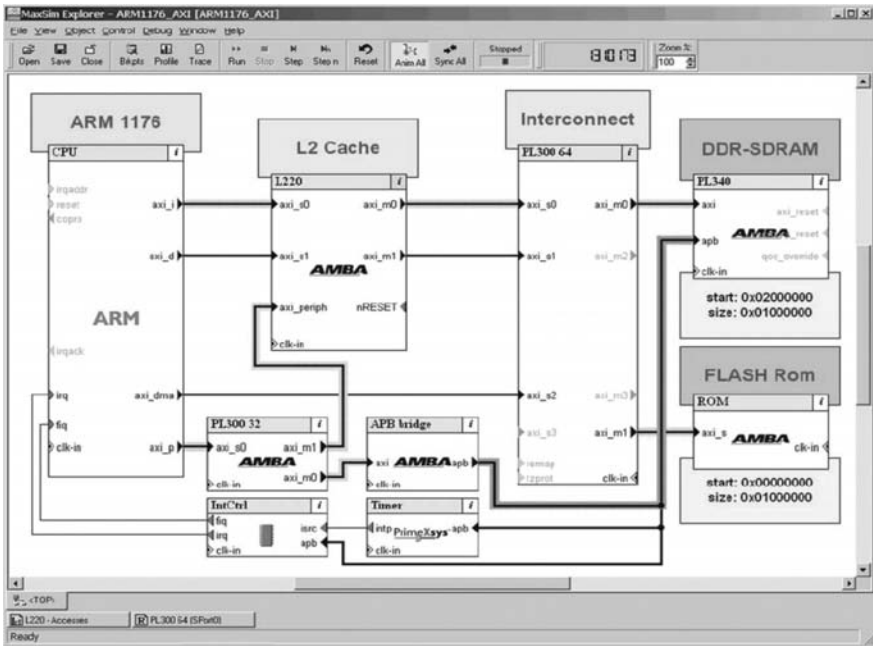 MaxSim Explorer - ARM1176_AXI [ARM1176_AXI]
File View Object Control Debug Window Help
Open Save Close Bkpts Profile Trace Run Stop Step Step n Reset Anim All Sync All Stopped 13017 Zoom %: 100
ARM 1176
CPU i
irqaddr
reset
coprs
axi_i
axi_d
ARM
irqack
irq
axi_dma
fiq
clk-in
axi_p
L2 Cache
L220 i
axi_s0 axi_m0
axi_s1 axi_m1
AMBA
axi_periph nRESET
clk-in
Interconnect
PL300 64 i
axi_s0 axi_m0
axi_s1 axi_m2
axi_s2 axi_m3
axi_s3 axi_m1
remap
tzprot clk-in
DDR-SDRAM
PL340 i
axi
axi_reset
apb AMBA _reset
qos_override
clk-in
start: 0x02000000
size: 0x01000000
FLASH Rom
ROM i
axi_s AMBA
clk-in
start: 0x00000000
size: 0x01000000
PL300 32 i
axi_s0 axi_m1
AMBA
axi_m0
clk-in
APB bridge i
axi AMBA apb
clk-in
IntCtrl i
fiq isrc
irq apb
clk-in
Timer i
intp PrimeXsys apb
clk-in
<TOP>
L220 - Accesses PL300 64 (SPort0)
Ready